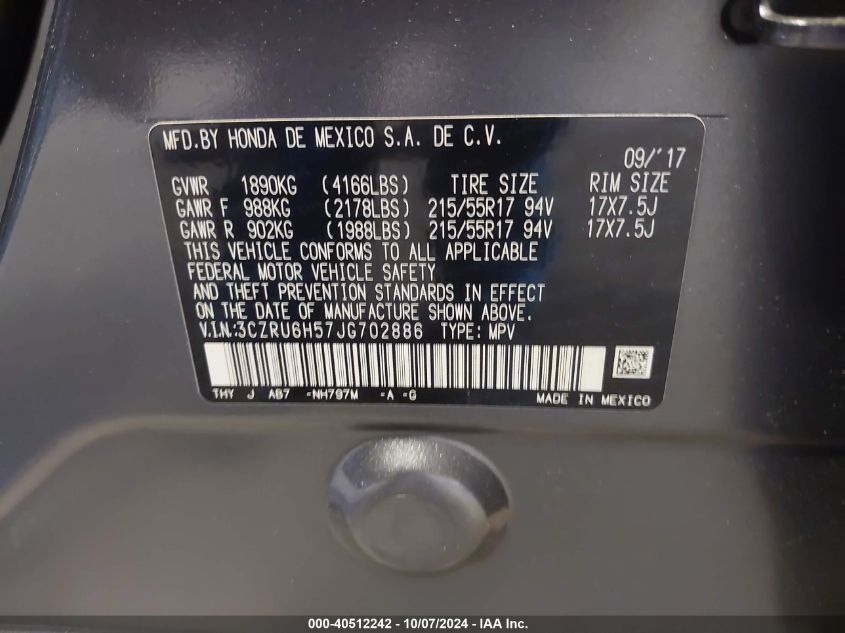 MFD.BY HONDA DE MEXICO S.A. DE C.V.
09/'17
GVWR 1890KG (4166LBS) TIRE SIZE RIM SIZE
GAWR F 988KG (2178LBS) 215/55R17 94V 17X7.5J
GAWR R 902KG (1988LBS) 215/55R17 94V 17X7.5J
THIS VEHICLE CONFORMS TO ALL APPLICABLE
FEDERAL MOTOR VEHICLE SAFETY
AND THEFT PREVENTION STANDARDS IN EFFECT
ON THE DATE OF MANUFACTURE SHOWN ABOVE.
V.I.N.:3CZRU6H57JG702886 TYPE: MPV
THY J AB7 -NH797M -A -G MADE IN MEXICO
000-40512242 - 10/07/2024 - IAA Inc.